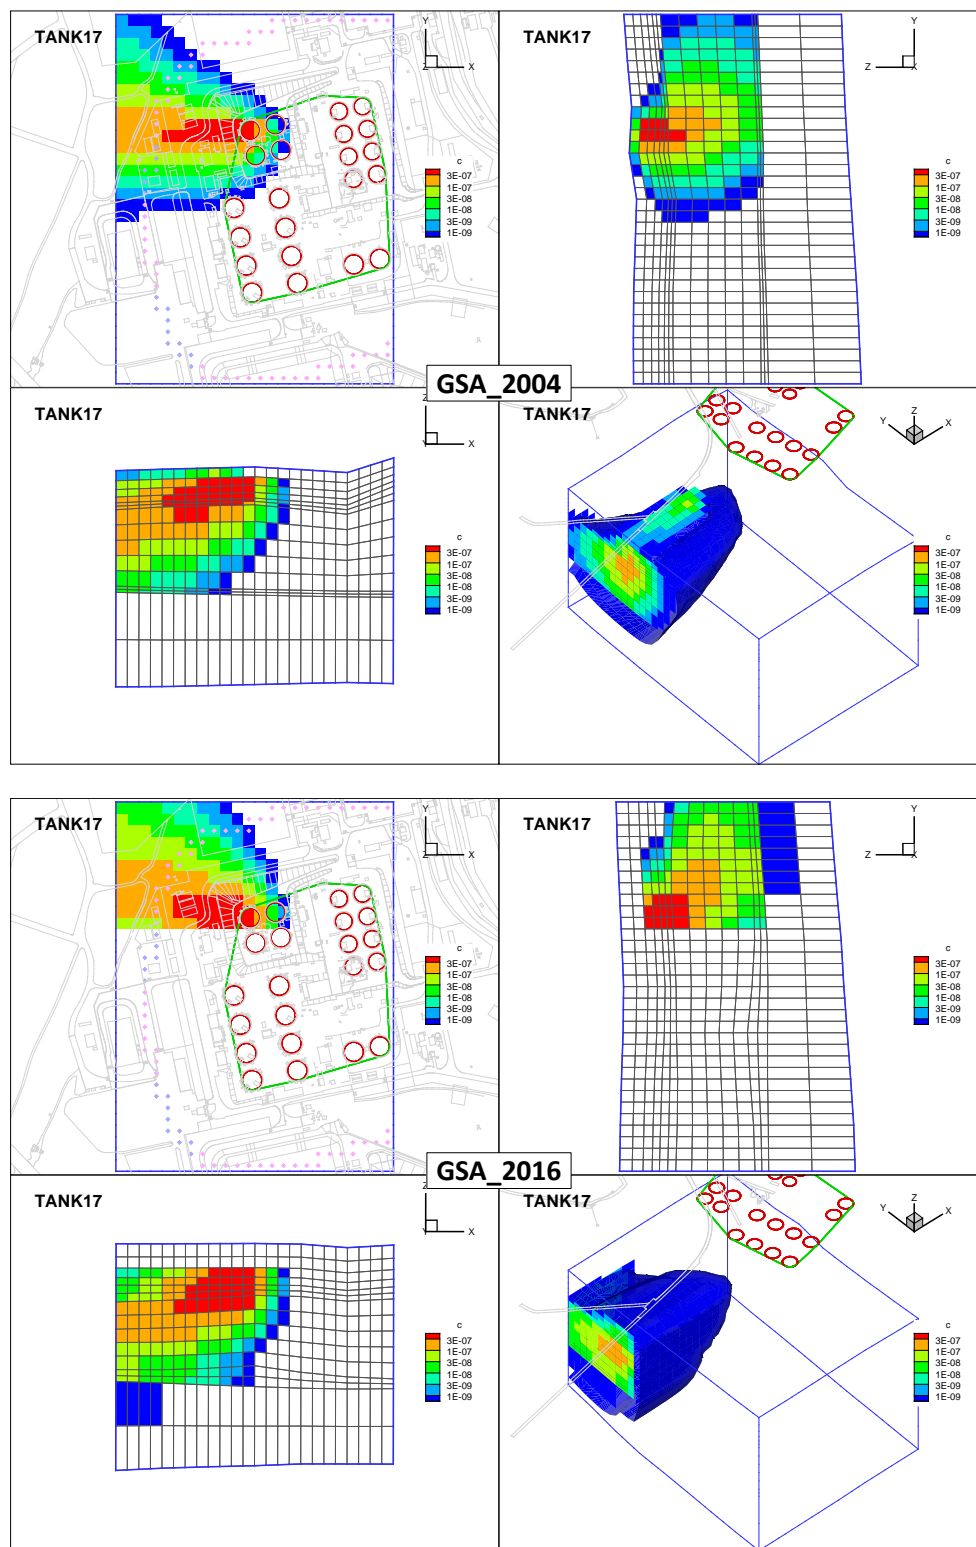 TANK17
Y
Z
X
c
3E-07
1E-07
3E-08
1E-08
3E-09
1E-09
TANK17
Y
Z
X
c
3E-07
1E-07
3E-08
1E-08
3E-09
1E-09
GSA_2004
TANK17
Z
Y
X
c
3E-07
1E-07
3E-08
1E-08
3E-09
1E-09
TANK17
Z
Y
X
c
3E-07
1E-07
3E-08
1E-08
3E-09
1E-09
TANK17
Y
Z
X
c
3E-07
1E-07
3E-08
1E-08
3E-09
1E-09
TANK17
Y
Z
X
c
3E-07
1E-07
3E-08
1E-08
3E-09
1E-09
GSA_2016
TANK17
Z
Y
X
c
3E-07
1E-07
3E-08
1E-08
3E-09
1E-09
TANK17
Z
Y
X
c
3E-07
1E-07
3E-08
1E-08
3E-09
1E-09